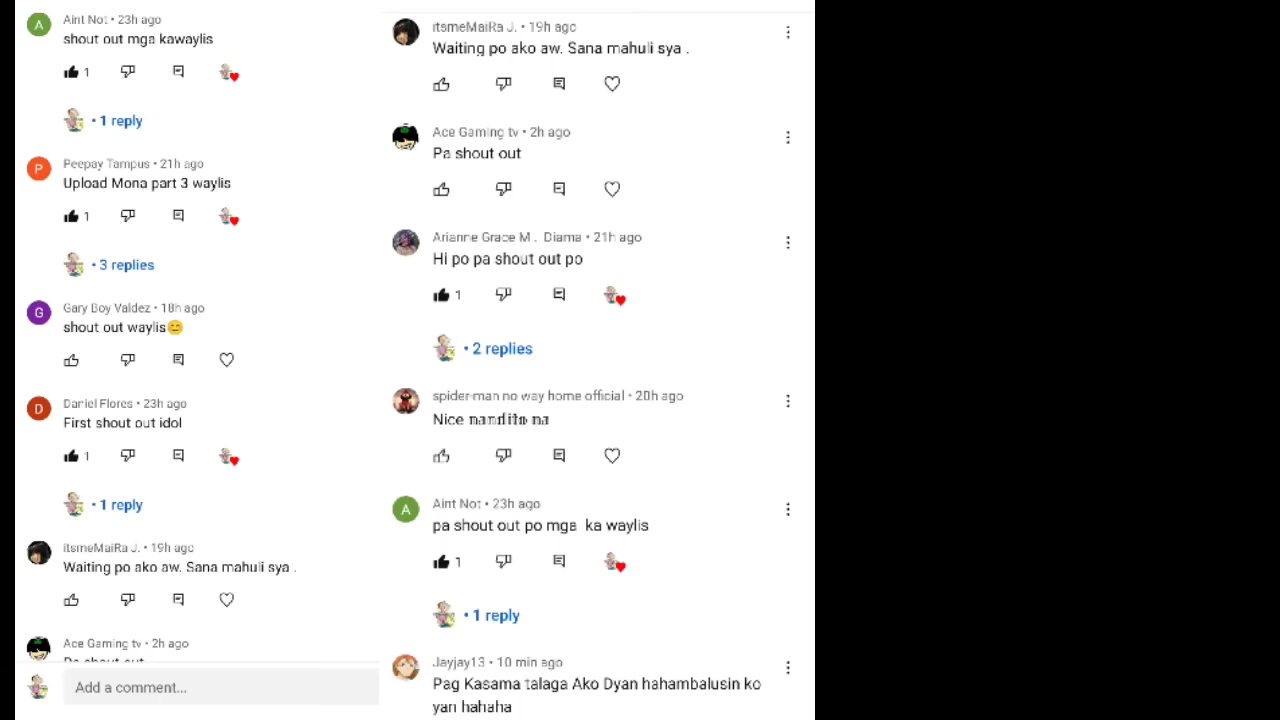 A
Aint Not • 23h ago
shout out mga kawaylis
1
• 1 reply
P
Peepay Tampus • 21h ago
Upload Mona part 3 waylis
1
• 3 replies
G
Gary Boy Valdez • 18h ago
shout out waylis😊
D
Daniel Flores • 23h ago
First shout out idol
1
• 1 reply
itsmeMaiRa J. • 19h ago
Waiting po ako aw. Sana mahuli sya .
Ace Gaming tv • 2h ago
Pa shout out
Add a comment...
itsmeMaiRa J. • 19h ago
Waiting po ako aw. Sana mahuli sya .
Ace Gaming tv • 2h ago
Pa shout out
Arianne Grace M . Diama • 21h ago
Hi po pa shout out po
1
• 2 replies
spider-man no way home official • 20h ago
Nice nandito na
A
Aint Not • 23h ago
pa shout out po mga ka waylis
1
• 1 reply
Jayjay13 • 10 min ago
Pag Kasama talaga Ako Dyan hahambalusin ko
yan hahaha